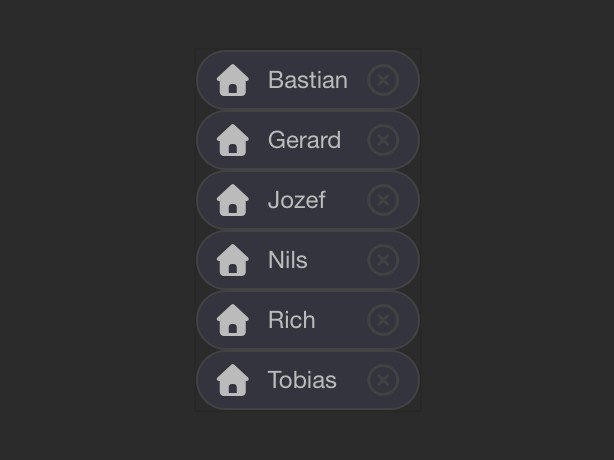 Bastian
Gerard
Jozef
Nils
Rich
Tobias